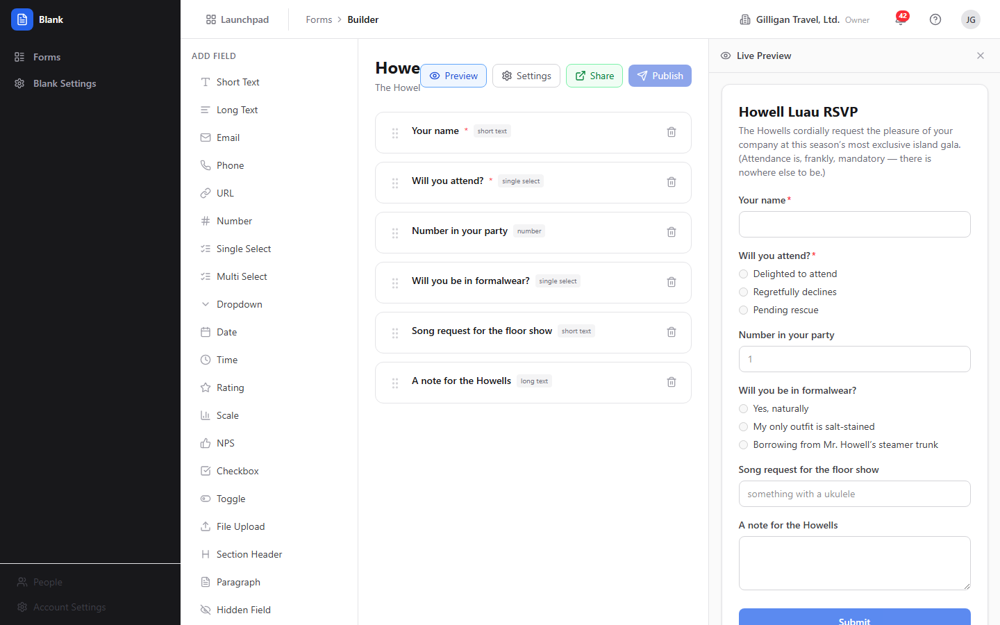 Blank
Forms
Blank Settings
People
Account Settings
Launchpad
Forms > Builder
Gilligan Travel, Ltd. Owner
42
JG
ADD FIELD
Short Text
Long Text
Email
Phone
URL
Number
Single Select
Multi Select
Dropdown
Date
Time
Rating
Scale
NPS
Checkbox
Toggle
File Upload
Section Header
Paragraph
Hidden Field
Howe
The Howel
Preview
Settings
Share
Publish
Your name * short text
Will you attend? * single select
Number in your party number
Will you be in formalwear? single select
Song request for the floor show short text
A note for the Howells long text
Live Preview
Howell Luau RSVP
The Howells cordially request the pleasure of your
company at this season’s most exclusive island gala.
(Attendance is, frankly, mandatory — there is
nowhere else to be.)
Your name*
Will you attend?*
Delighted to attend
Regretfully declines
Pending rescue
Number in your party
1
Will you be in formalwear?
Yes, naturally
My only outfit is salt-stained
Borrowing from Mr. Howell’s steamer trunk
Song request for the floor show
something with a ukulele
A note for the Howells
Submit